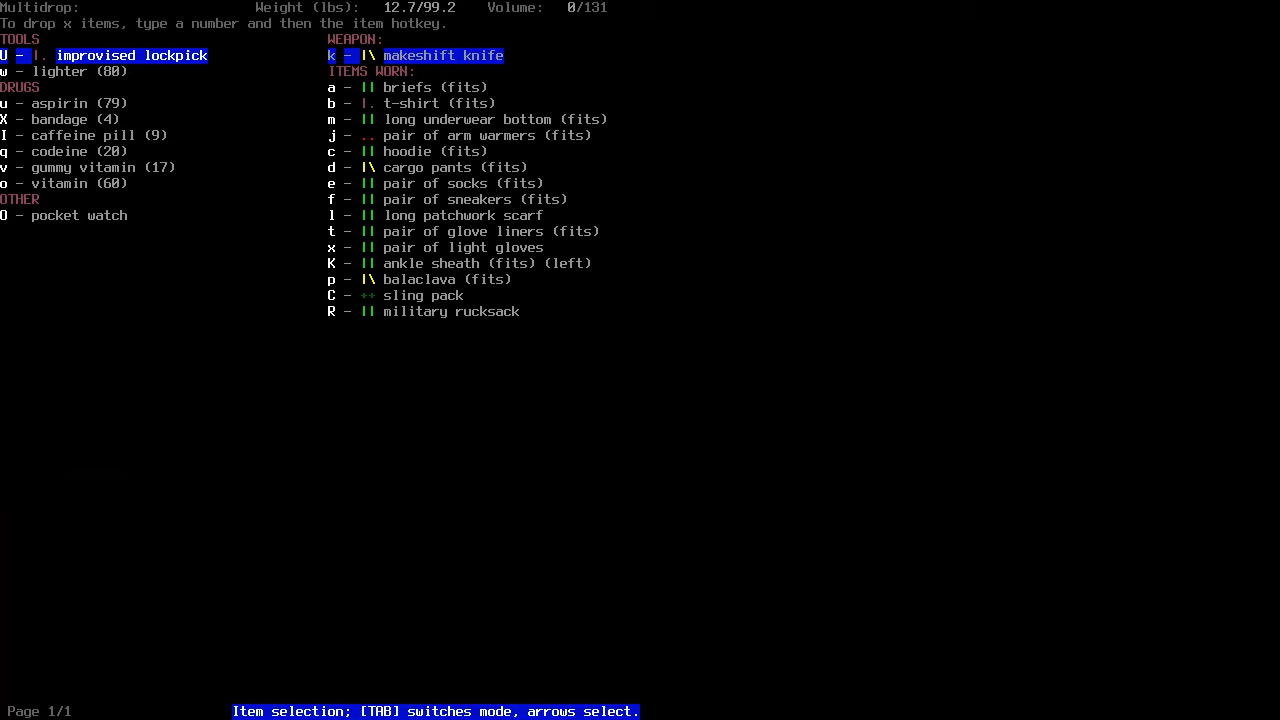 Multidrop: Weight (lbs): 12.7/99.2 Volume: 0/131
To drop x items, type a number and then the item hotkey.
TOOLS
U - |. improvised lockpick
w - lighter (80)
DRUGS
u - aspirin (79)
X - bandage (4)
I - caffeine pill (9)
q - codeine (20)
v - gummy vitamin (17)
o - vitamin (60)
OTHER
O - pocket watch
WEAPON:
k - |\ makeshift knife
ITEMS WORN:
a - || briefs (fits)
b - |. t-shirt (fits)
m - || long underwear bottom (fits)
j - .. pair of arm warmers (fits)
c - || hoodie (fits)
d - |\ cargo pants (fits)
e - || pair of socks (fits)
f - || pair of sneakers (fits)
l - || long patchwork scarf
t - || pair of glove liners (fits)
x - || pair of light gloves
K - || ankle sheath (fits) (left)
p - |\ balaclava (fits)
C - ++ sling pack
R - || military rucksack
Page 1/1 Item selection; [TAB] switches mode, arrows select.